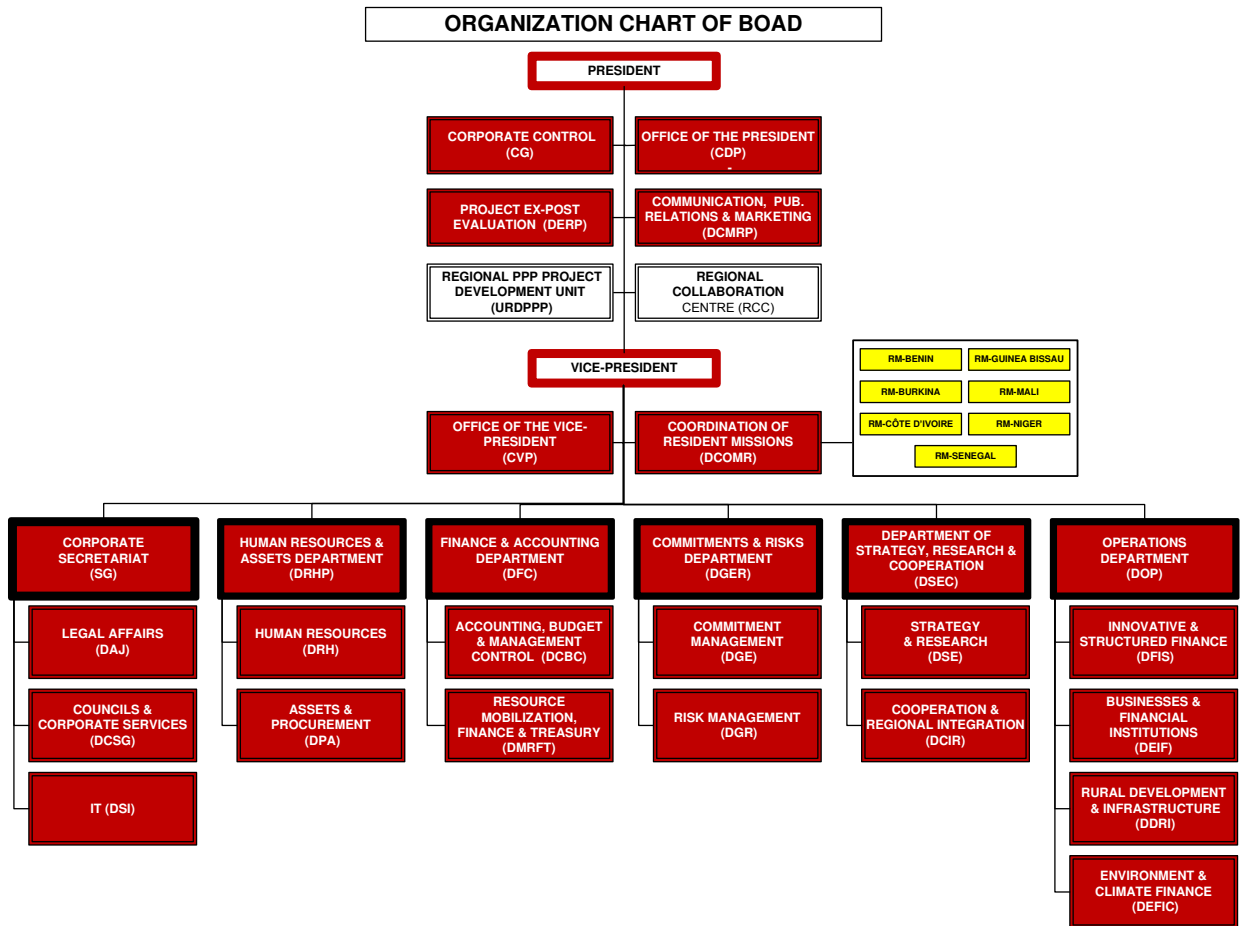 ORGANIZATION CHART OF BOAD
PRESIDENT
CORPORATE CONTROL
(CG)
OFFICE OF THE PRESIDENT
(CDP)
-
PROJECT EX-POST
EVALUATION (DERP)
COMMUNICATION, PUB.
RELATIONS & MARKETING
(DCMRP)
REGIONAL PPP PROJECT
DEVELOPMENT UNIT
(URDPPP)
REGIONAL
COLLABORATION
CENTRE (RCC)
VICE-PRESIDENT
RM-BENIN
RM-GUINEA BISSAU
RM-BURKINA
RM-MALI
RM-CÔTE D'IVOIRE
RM-NIGER
RM-SENEGAL
OFFICE OF THE VICE-
PRESIDENT
(CVP)
COORDINATION OF
RESIDENT MISSIONS
(DCOMR)
CORPORATE
SECRETARIAT
(SG)
HUMAN RESOURCES &
ASSETS DEPARTMENT
(DRHP)
FINANCE & ACCOUNTING
DEPARTMENT
(DFC)
COMMITMENTS & RISKS
DEPARTMENT
(DGER)
DEPARTMENT OF
STRATEGY, RESEARCH &
COOPERATION
(DSEC)
OPERATIONS
DEPARTMENT
(DOP)
LEGAL AFFAIRS
(DAJ)
HUMAN RESOURCES
(DRH)
ACCOUNTING, BUDGET
& MANAGEMENT
CONTROL (DCBC)
COMMITMENT
MANAGEMENT
(DGE)
STRATEGY
& RESEARCH
(DSE)
INNOVATIVE &
STRUCTURED FINANCE
(DFIS)
COUNCILS &
CORPORATE SERVICES
(DCSG)
ASSETS &
PROCUREMENT
(DPA)
RESOURCE
MOBILIZATION,
FINANCE & TREASURY
(DMRFT)
RISK MANAGEMENT
(DGR)
COOPERATION &
REGIONAL INTEGRATION
(DCIR)
BUSINESSES &
FINANCIAL
INSTITUTIONS
(DEIF)
IT (DSI)
RURAL DEVELOPMENT
& INFRASTRUCTURE
(DDRI)
ENVIRONMENT &
CLIMATE FINANCE
(DEFIC)